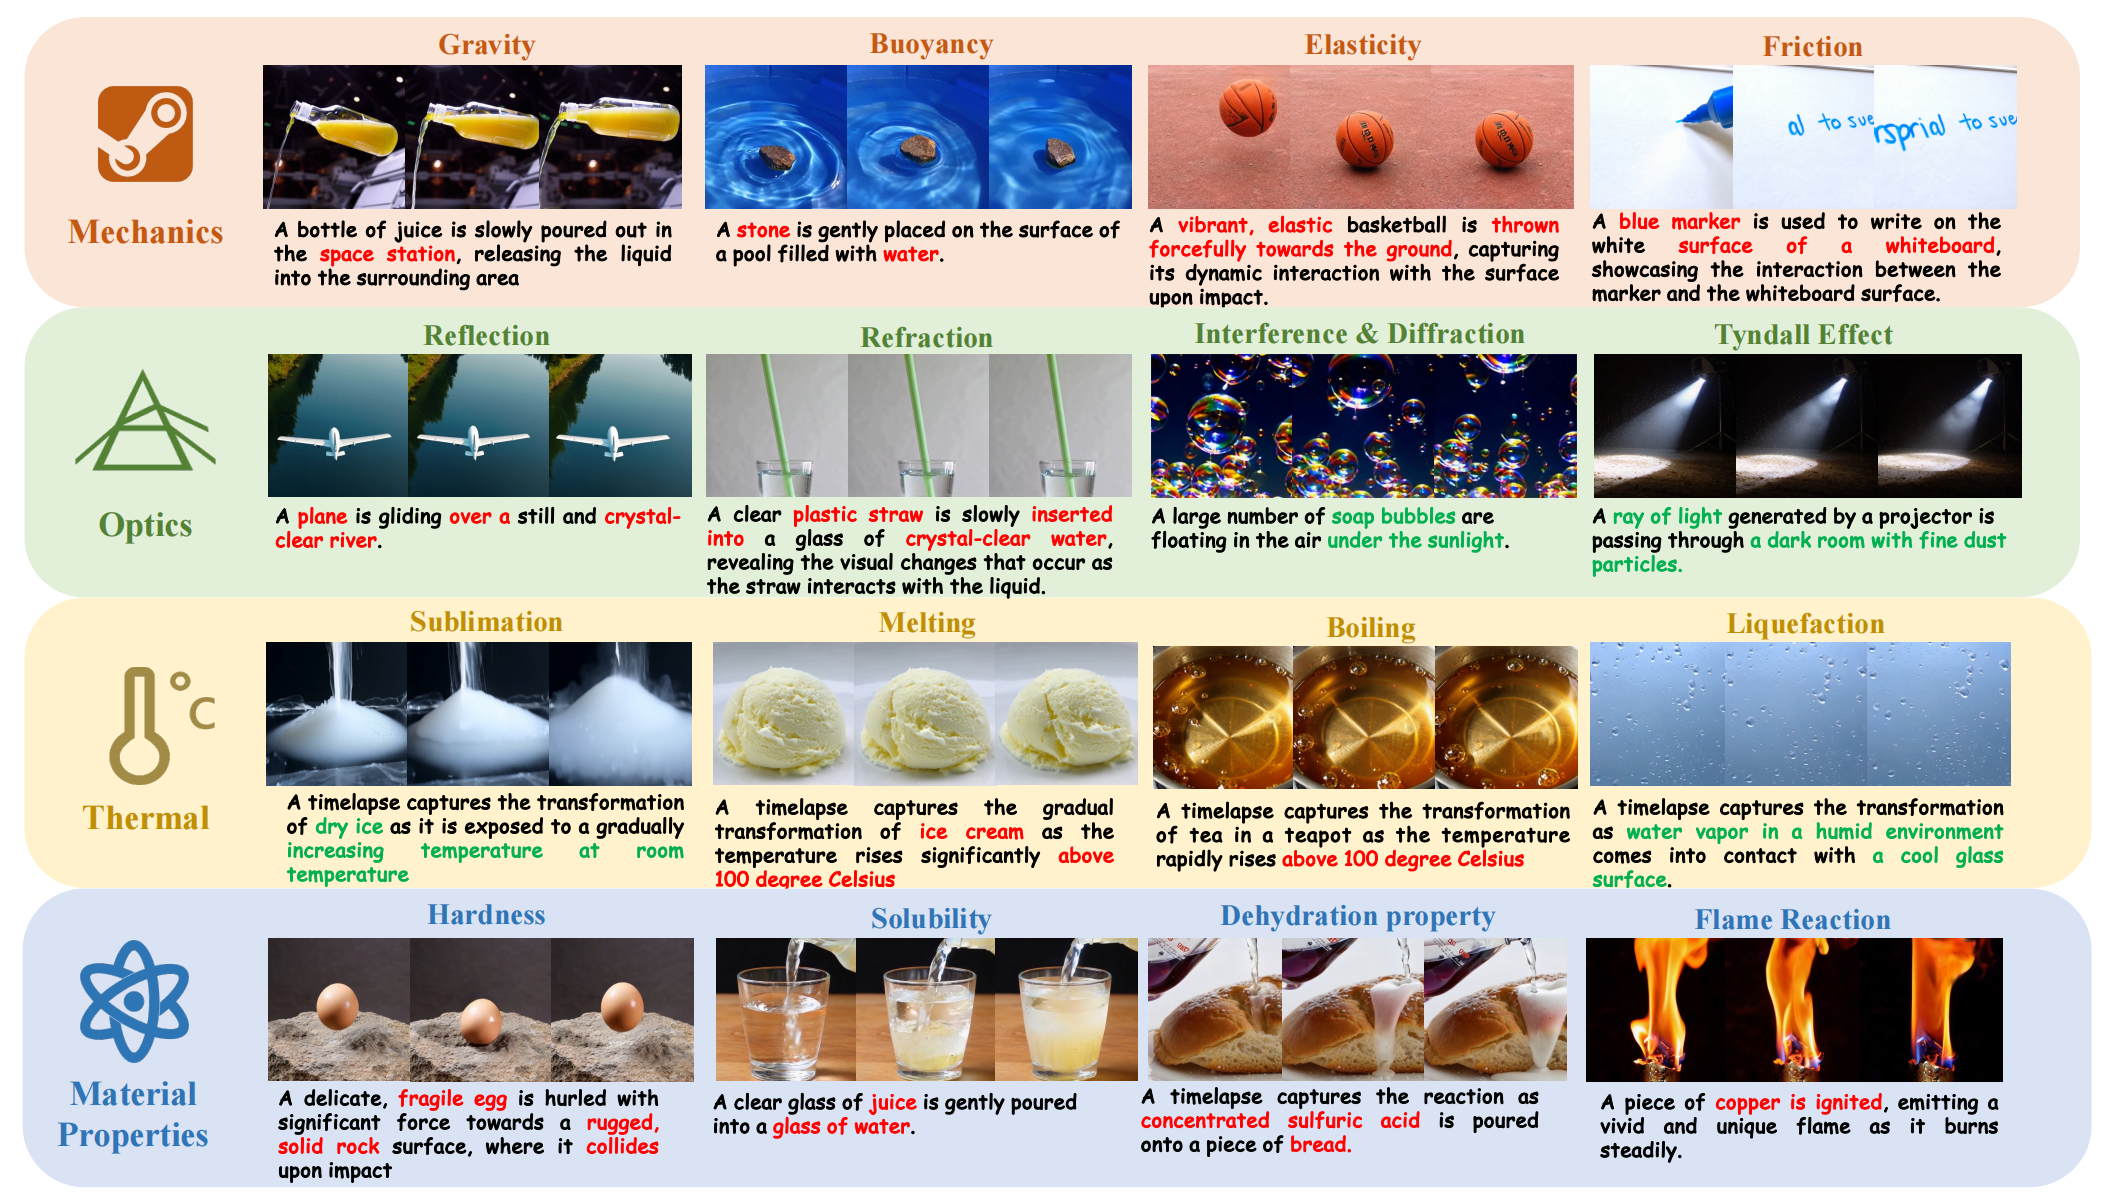 Gravity
Buoyancy
Elasticity
Friction
al to sue
rsprial to sue
Mechanics
A bottle of juice is slowly poured out in
the space station, releasing the liquid
into the surrounding area
A stone is gently placed on the surface of
a pool filled with water.
A vibrant, elastic basketball is thrown
forcefully towards the ground, capturing
its dynamic interaction with the surface
upon impact.
A blue marker is used to write on the
white surface of a whiteboard,
showcasing the interaction between the
marker and the whiteboard surface.
Reflection
Refraction
Interference & Diffraction
Tyndall Effect
Optics
A plane is gliding over a still and crystal-
clear river.
A clear plastic straw is slowly inserted
into a glass of crystal-clear water,
revealing the visual changes that occur as
the straw interacts with the liquid.
A large number of soap bubbles are
floating in the air under the sunlight.
A ray of light generated by a projector is
passing through a dark room with fine dust
particles.
Sublimation
Melting
Boiling
Liquefaction
°C
Thermal
A timelapse captures the transformation
of dry ice as it is exposed to a gradually
increasing temperature at room
temperature
A timelapse captures the gradual
transformation of ice cream as the
temperature rises significantly above
100 degree Celsius
A timelapse captures the transformation
of tea in a teapot as the temperature
rapidly rises above 100 degree Celsius
A timelapse captures the transformation
as water vapor in a humid environment
comes into contact with a cool glass
surface.
Hardness
Solubility
Dehydration property
Flame Reaction
Material
Properties
A delicate, fragile egg is hurled with
significant force towards a rugged,
solid rock surface, where it collides
upon impact
A clear glass of juice is gently poured
into a glass of water.
A timelapse captures the reaction as
concentrated sulfuric acid is poured
onto a piece of bread.
A piece of copper is ignited, emitting a
vivid and unique flame as it burns
steadily.